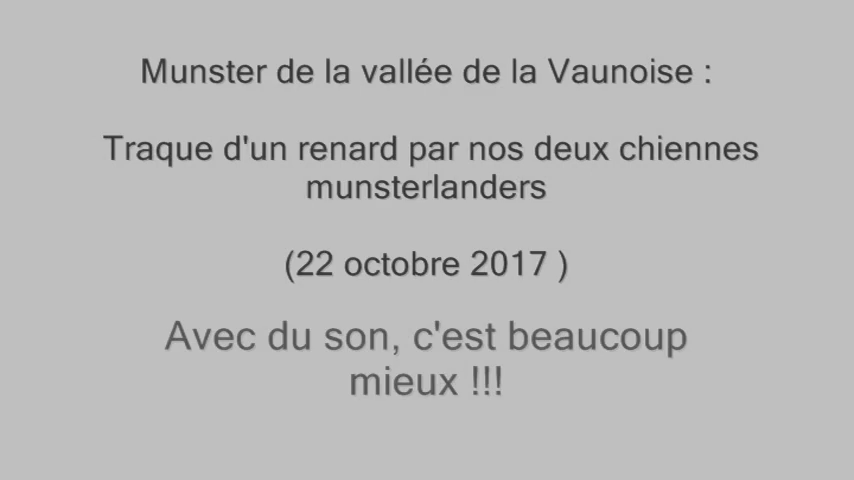 Munster de la vallée de la Vaunoise :
Traque d'un renard par nos deux chiennes
munsterlanders
(22 octobre 2017 )
Avec du son, c'est beaucoup
mieux !!!